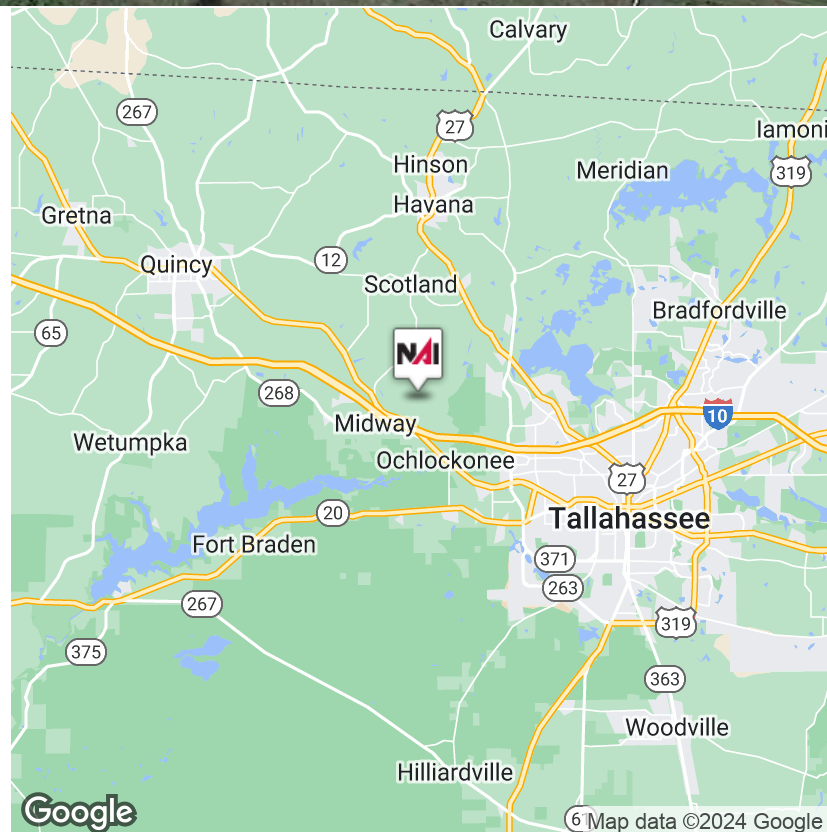 Calvary
267
27
Iamoni
Hinson
Meridian
319
Havana
Gretna
12
Quincy
Scotland
Bradfordville
65
NAI
268
10
Midway
Wetumpka
Ochlockonee
27
20
Tallahassee
Fort Braden
371
263
267
319
375
363
Woodville
Hilliardville
Google
61
Map data ©2024 Google